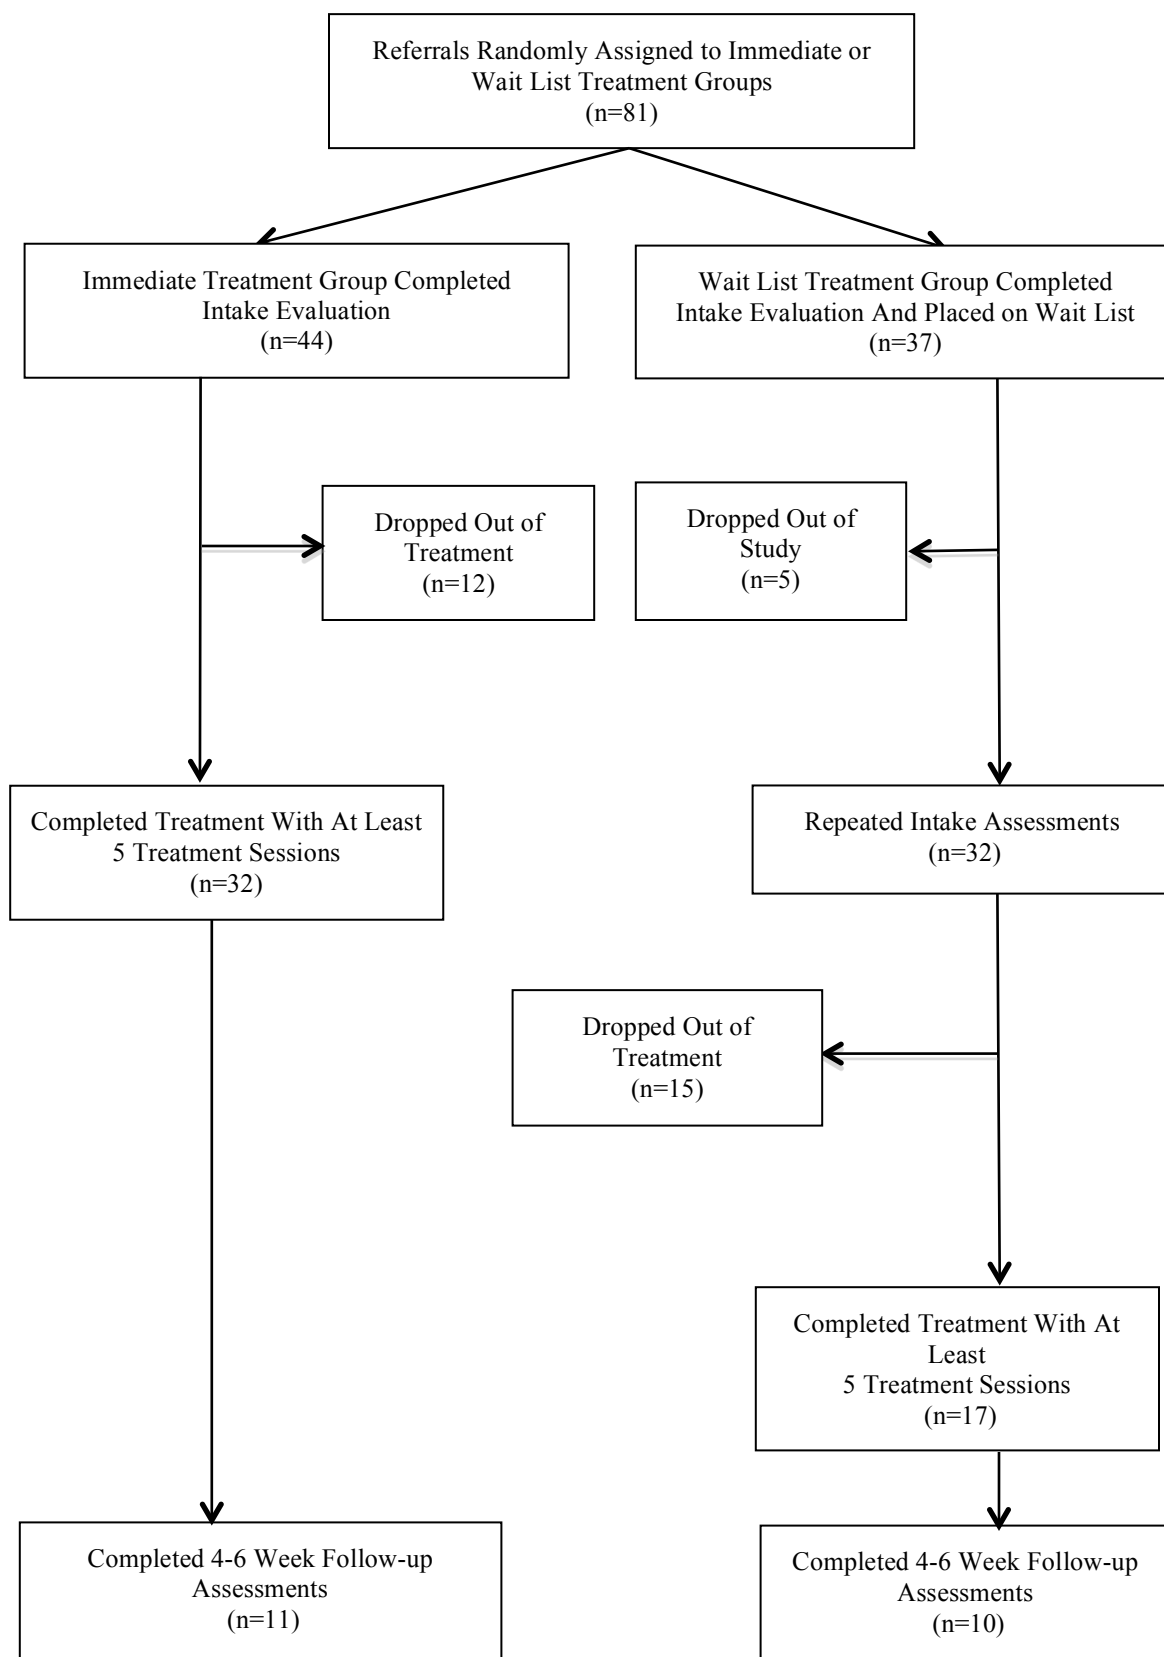 Referrals Randomly Assigned to Immediate or
Wait List Treatment Groups
(n=81)
Immediate Treatment Group Completed
Intake Evaluation
(n=44)
Wait List Treatment Group Completed
Intake Evaluation And Placed on Wait List
(n=37)
Dropped Out of
Treatment
(n=12)
Dropped Out of
Study
(n=5)
Completed Treatment With At Least
5 Treatment Sessions
(n=32)
Repeated Intake Assessments
(n=32)
Dropped Out of
Treatment
(n=15)
Completed Treatment With At
Least
5 Treatment Sessions
(n=17)
Completed 4-6 Week Follow-up
Assessments
(n=11)
Completed 4-6 Week Follow-up
Assessments
(n=10)